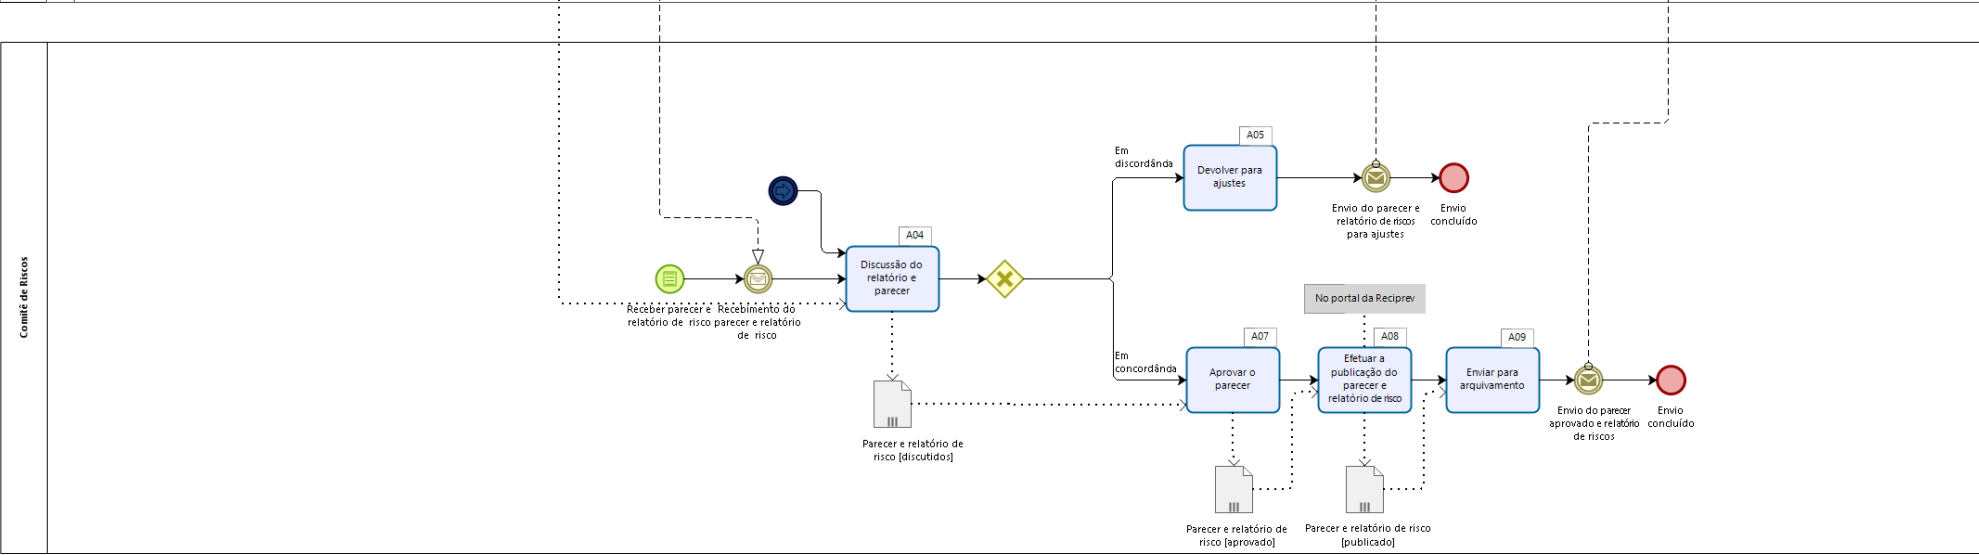 Comitê de Riscos
A05
Em
discordância
Devolver para
ajustes
Envio do parecer e
relatório de riscos
para ajustes
Envio
concluído
A04
Discussão do
relatório e
parecer
Receber parecer e
relatório de risco
Recebimento do
parecer e relatório
de risco
No portal da Reciprev
Em
concordância
A07
Aprovar o
parecer
A08
Efetuar a
publicação do
parecer e
relatório de risco
A09
Enviar para
arquivamento
Envio do parecer
aprovado e relatório
de riscos
Envio
concluído
Parecer e relatório de
risco [discutidos]
Parecer e relatório de
risco [aprovado]
Parecer e relatório de risco
[publicado]